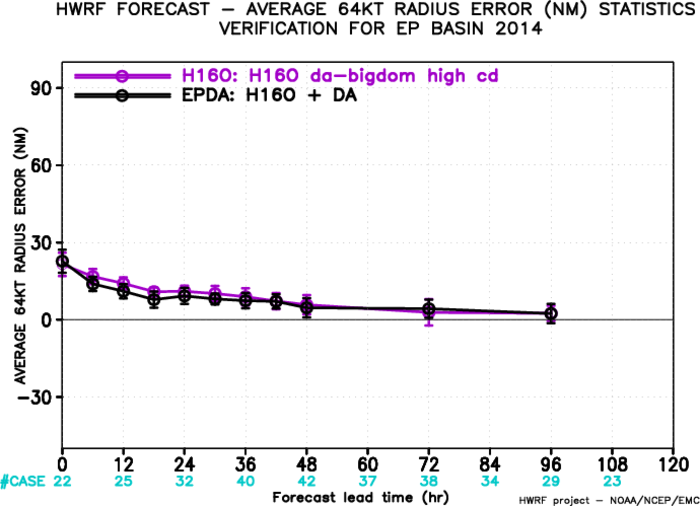 HWRF FORECAST – AVERAGE 64KT RADIUS ERROR (NM) STATISTICS
VERIFICATION FOR EP BASIN 2014
H16O: H16O da–bigdom high cd
EPDA: H16O + DA
AVERAGE 64KT RADIUS ERROR (NM)
90
60
30
0
–30
0 12 24 36 48 60 72 84 96 108 120
#CASE 22 25 32 40 42 37 38 34 29 23
Forecast lead time (hr)
HWRF project – NOAA/NCEP/EMC